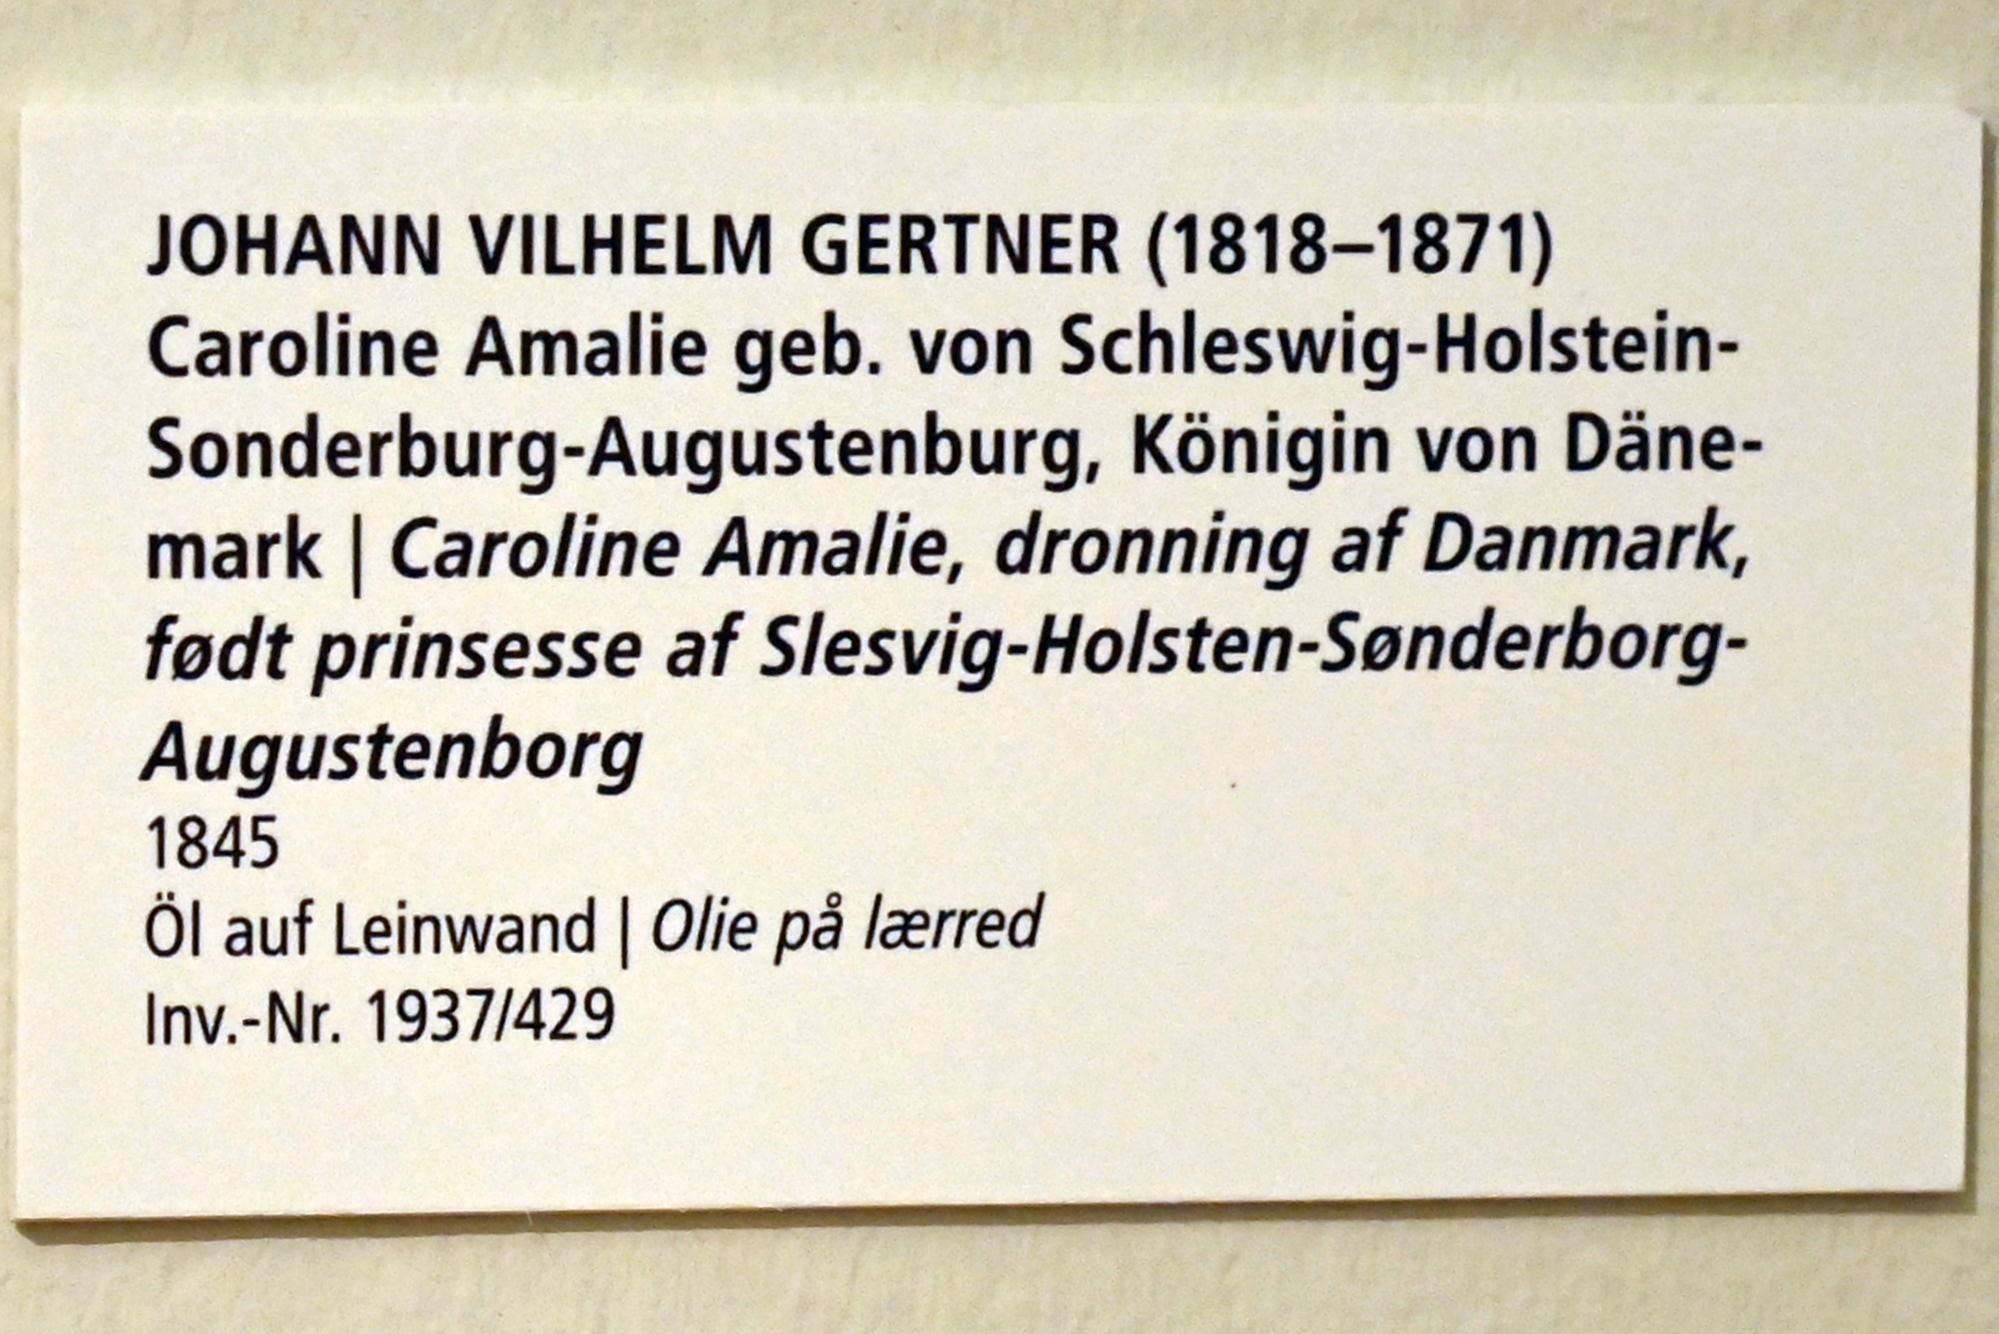 JOHANN VILHELM GERTNER (1818–1871)
Caroline Amalie geb. von Schleswig-Holstein-
Sonderburg-Augustenburg, Königin von Däne-
mark | Caroline Amalie, dronning af Danmark,
født prinsesse af Slesvig-Holsten-Sønderborg-
Augustenborg
1845
Öl auf Leinwand | Olie på lærred
Inv.-Nr. 1937/429